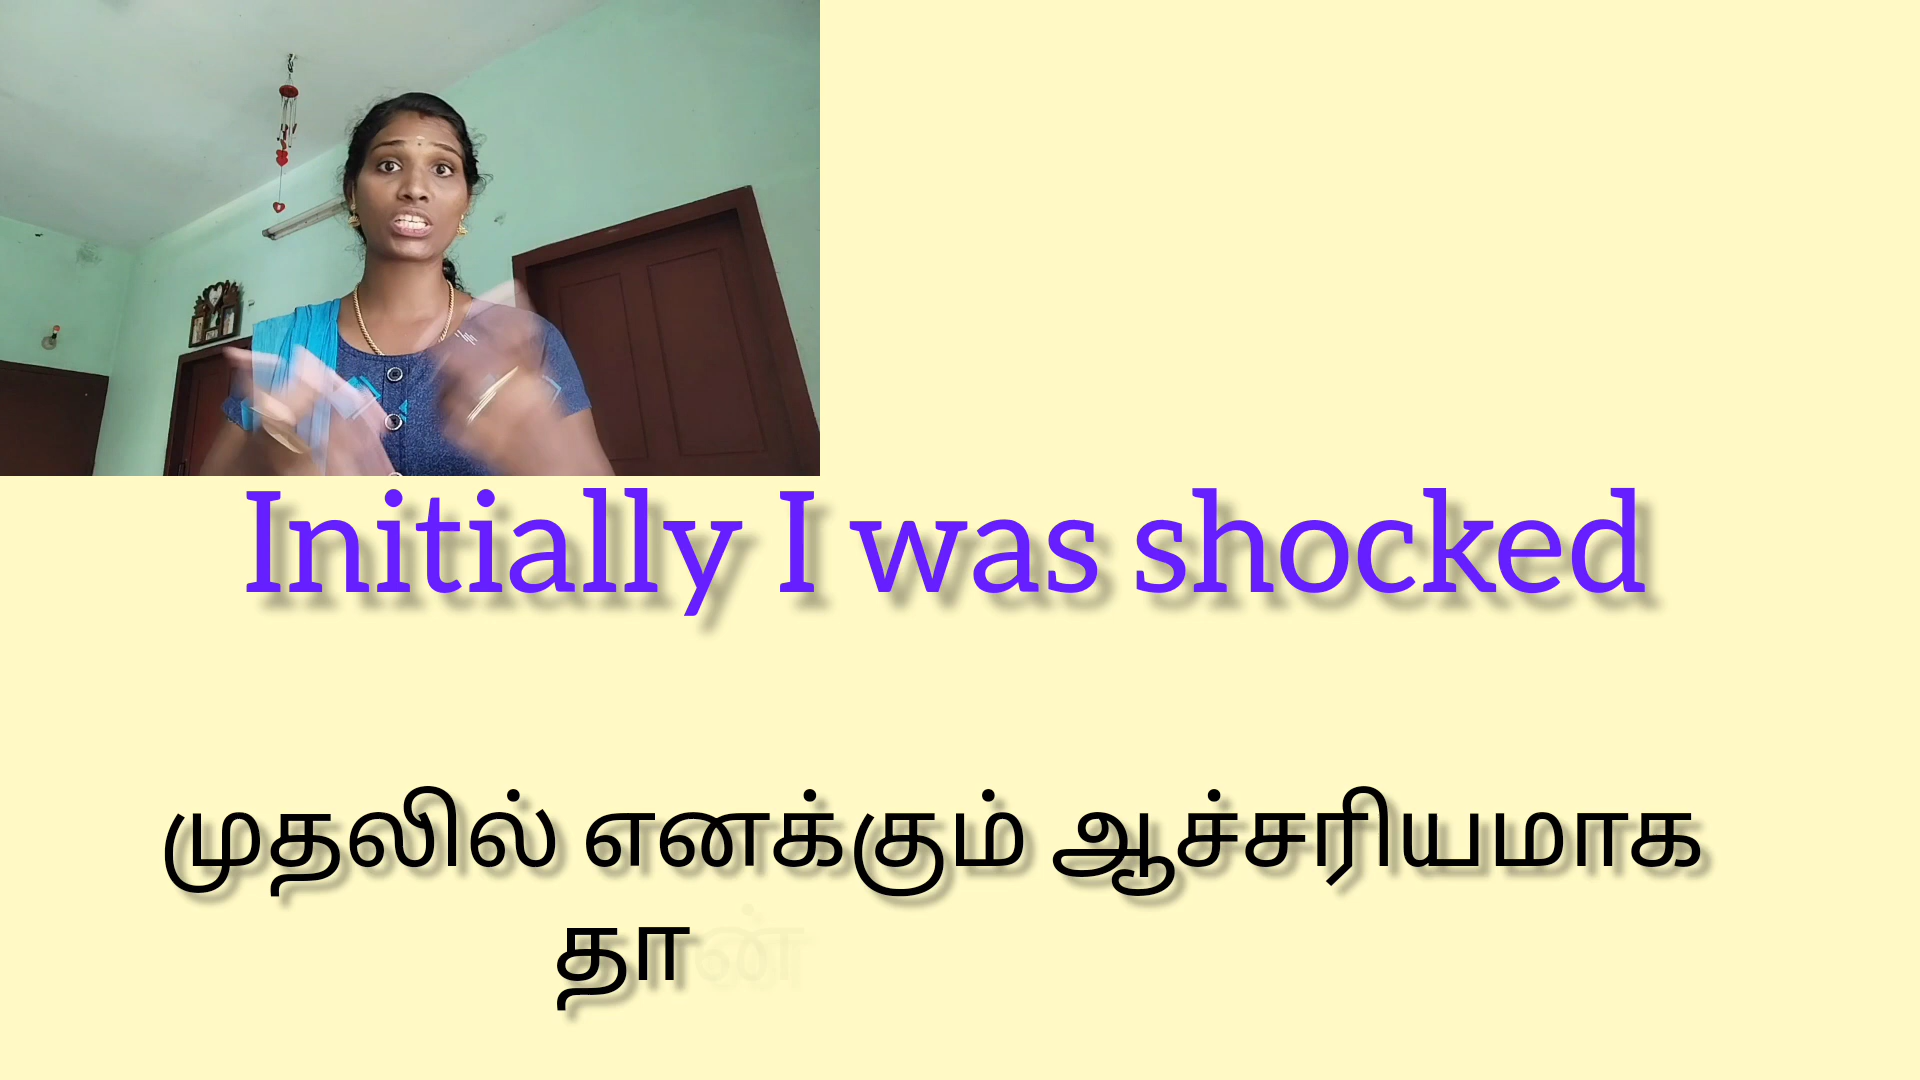 Initially I was shocked
முதலில் எனக்கும் ஆச்சரியமாக
தான்